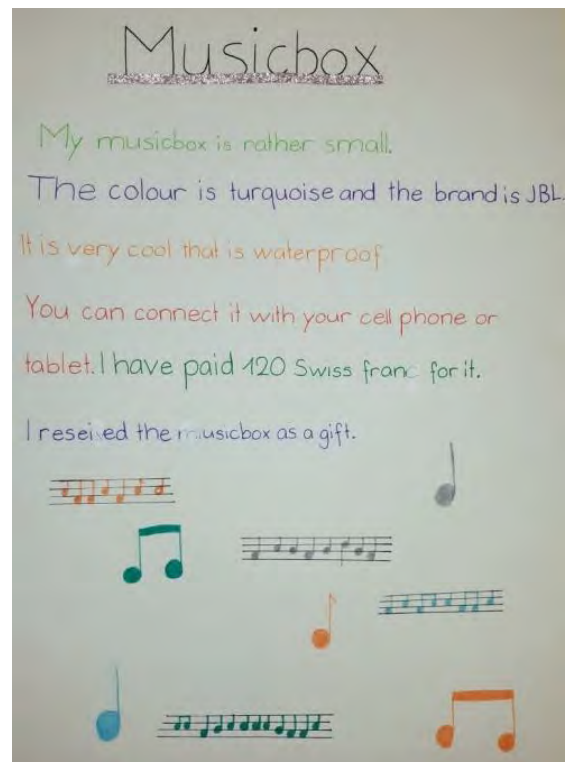 Musicbox
My musicbox is rather small.
The colour is turquoise and the brand is JBL.
It is very cool that is waterproof
You can connect it with your cell phone or
tablet. I have paid 120 Swiss franc for it.
I reseived the musicbox as a gift.